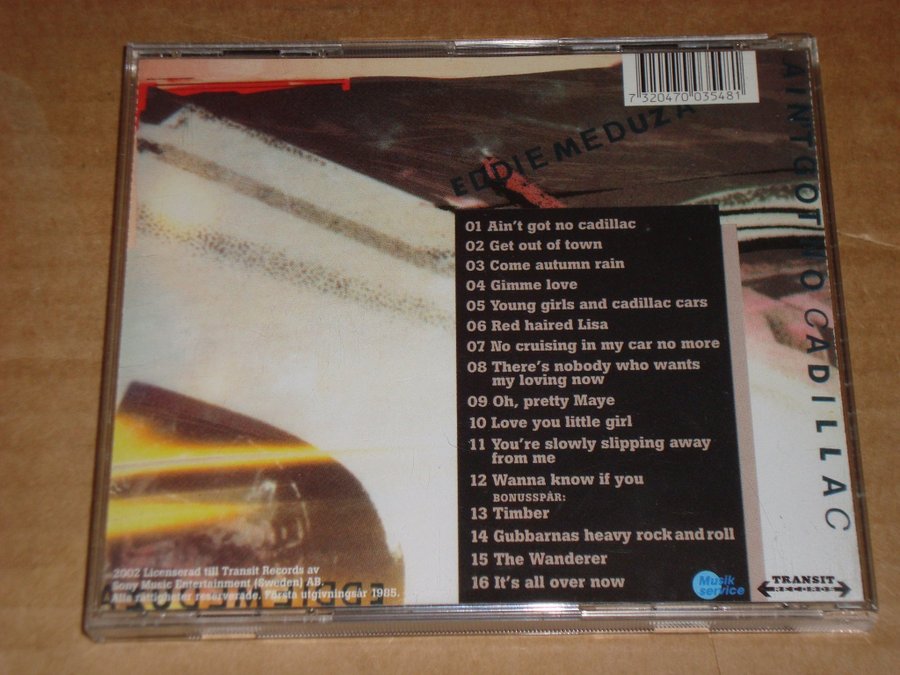 7 320470 035481
EDDIE MEDUZA
AINT GOT NO CADILLAC
01 Ain't got no cadillac
02 Get out of town
03 Come autumn rain
04 Gimme love
05 Young girls and cadillac cars
06 Red haired Lisa
07 No cruising in my car no more
08 There's nobody who wants
my loving now
09 Oh, pretty Maye
10 Love you little girl
11 You're slowly slipping away
from me
12 Wanna know if you
BONUSSPÅR:
13 Timber
14 Gubbarnas heavy rock and roll
15 The Wanderer
16 It's all over now
2002 Licenserad till Transit Records av
Sony Music Entertainment (Sweden) AB.
Alla rättigheter reserverade. Första utgivningsår 1985.
EDDIE MEDUZA
Musik
service
TRANSIT
RECORDS